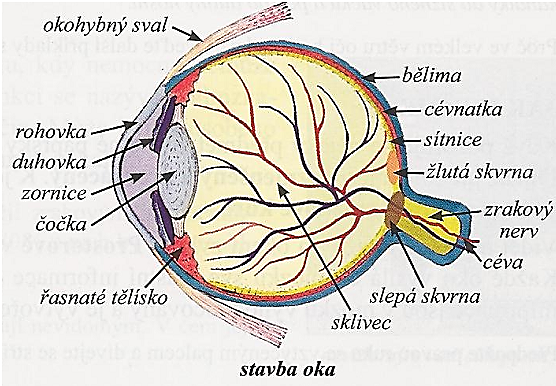 okohybný sval
bělima
cévnatka
rohovka
sítnice
duhovka
žlutá skvrna
zornice
čočka
zrakový
nerv
céva
řasnaté tělísko
slepá skvrna
sklivec
stavba oka